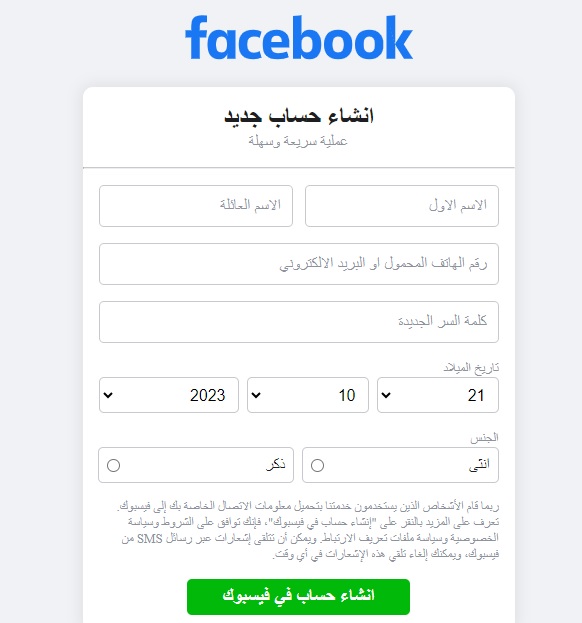 facebook
انشاء حساب جديد
عملية سريعة وسهلة
الاسم الاول
الاسم العائلة
رقم الهاتف المحمول او البريد الالكتروني
كلمة السر الجديدة
تاريخ الميلاد
21 10 2023
الجنس
انثى ذكر
ربما قام الأشخاص الذين يستخدمون خدمتنا بتحميل معلومات الاتصال الخاصة بك إلى فيسبوك.
تعرف على المزيد بالنقر على "إنشاء حساب في فيسبوك"، فإنك توافق على الشروط وسياسة
الخصوصية وسياسة ملفات تعريف الارتباط. ويمكن أن تتلقى إشعارات عبر رسائل SMS من
فيسبوك، ويمكنك إلغاء تلقي هذه الإشعارات في أي وقت.
انشاء حساب في فيسبوك